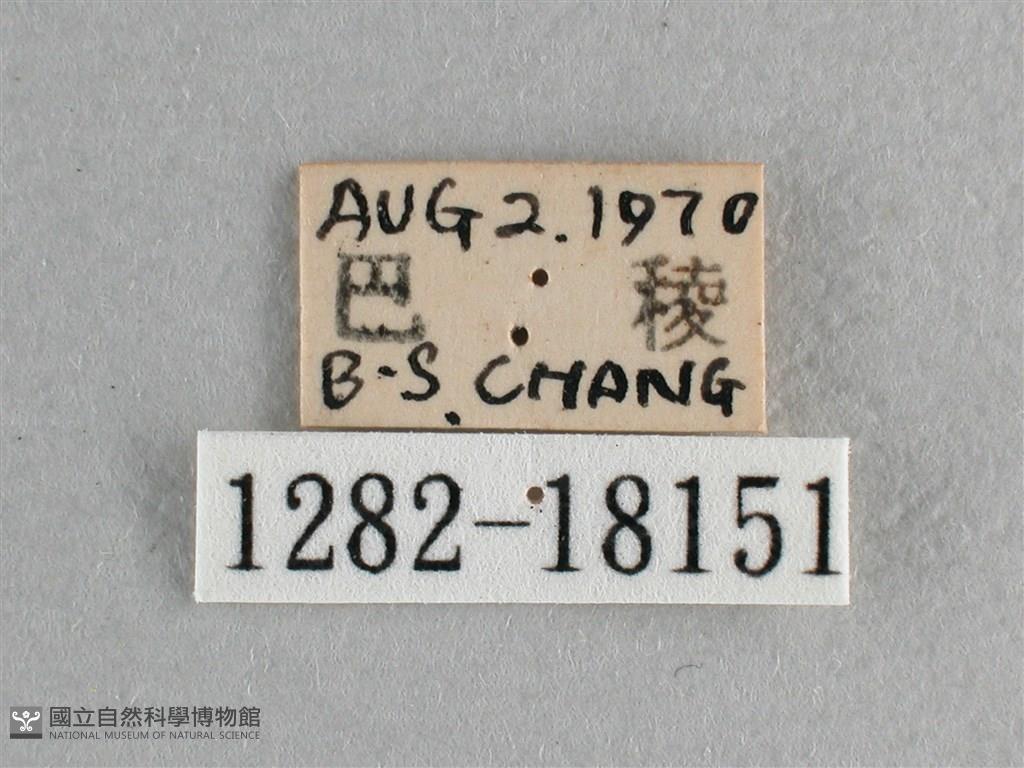 AUG 2. 1970
巴 稜
B-S. CHANG
1282-18151
國立自然科學博物館
NATIONAL MUSEUM OF NATURAL SCIENCE